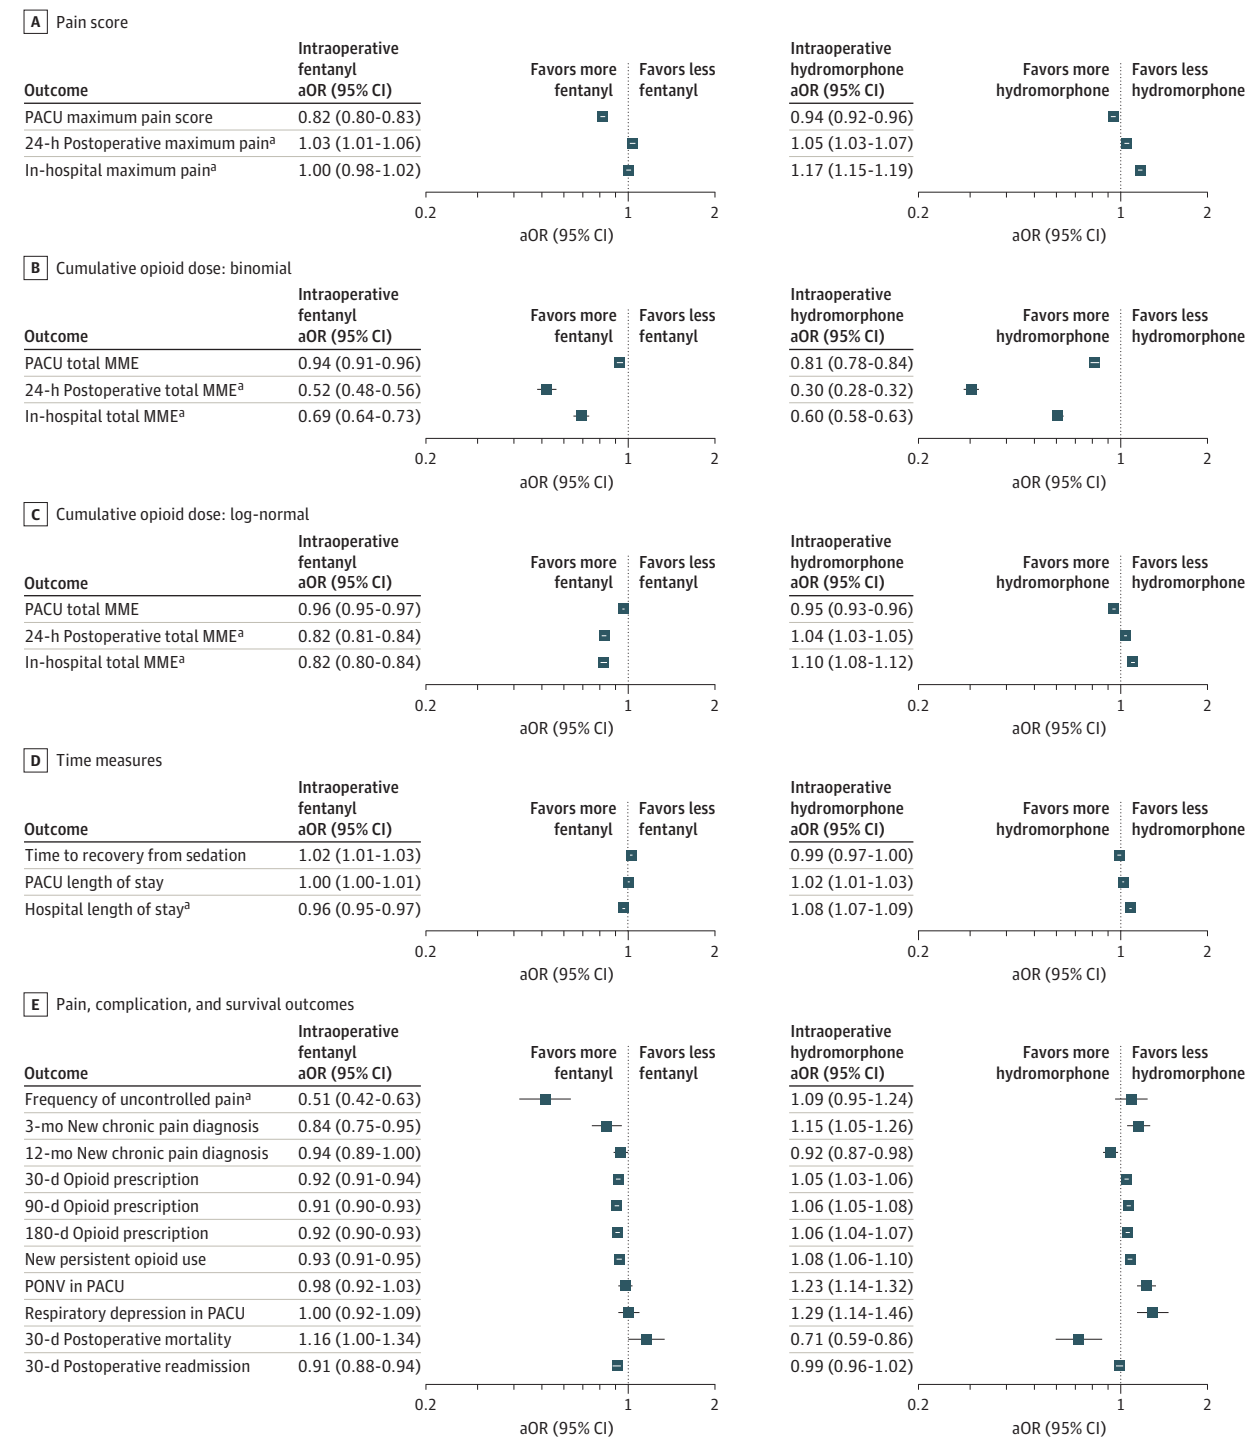 A Pain score
Intraoperative fentanyl aOR (95% CI)
Favors more fentanyl
Favors less fentanyl
Intraoperative hydromorphone aOR (95% CI)
Favors more hydromorphone
Favors less hydromorphone
Outcome
PACU maximum pain score 0.82 (0.80-0.83) 0.94 (0.92-0.96)
24-h Postoperative maximum painᵃ 1.03 (1.01-1.06) 1.05 (1.03-1.07)
In-hospital maximum painᵃ 1.00 (0.98-1.02) 1.17 (1.15-1.19)
0.2 1 2 0.2 1 2
aOR (95% CI) aOR (95% CI)
B Cumulative opioid dose: binomial
Intraoperative fentanyl aOR (95% CI)
Favors more fentanyl
Favors less fentanyl
Intraoperative hydromorphone aOR (95% CI)
Favors more hydromorphone
Favors less hydromorphone
Outcome
PACU total MME 0.94 (0.91-0.96) 0.81 (0.78-0.84)
24-h Postoperative total MMEᵃ 0.52 (0.48-0.56) 0.30 (0.28-0.32)
In-hospital total MMEᵃ 0.69 (0.64-0.73) 0.60 (0.58-0.63)
0.2 1 2 0.2 1 2
aOR (95% CI) aOR (95% CI)
C Cumulative opioid dose: log-normal
Intraoperative fentanyl aOR (95% CI)
Favors more fentanyl
Favors less fentanyl
Intraoperative hydromorphone aOR (95% CI)
Favors more hydromorphone
Favors less hydromorphone
Outcome
PACU total MME 0.96 (0.95-0.97) 0.95 (0.93-0.96)
24-h Postoperative total MMEᵃ 0.82 (0.81-0.84) 1.04 (1.03-1.05)
In-hospital total MMEᵃ 0.82 (0.80-0.84) 1.10 (1.08-1.12)
0.2 1 2 0.2 1 2
aOR (95% CI) aOR (95% CI)
D Time measures
Intraoperative fentanyl aOR (95% CI)
Favors more fentanyl
Favors less fentanyl
Intraoperative hydromorphone aOR (95% CI)
Favors more hydromorphone
Favors less hydromorphone
Outcome
Time to recovery from sedation 1.02 (1.01-1.03) 0.99 (0.97-1.00)
PACU length of stay 1.00 (1.00-1.01) 1.02 (1.01-1.03)
Hospital length of stayᵃ 0.96 (0.95-0.97) 1.08 (1.07-1.09)
0.2 1 2 0.2 1 2
aOR (95% CI) aOR (95% CI)
E Pain, complication, and survival outcomes
Intraoperative fentanyl aOR (95% CI)
Favors more fentanyl
Favors less fentanyl
Intraoperative hydromorphone aOR (95% CI)
Favors more hydromorphone
Favors less hydromorphone
Outcome
Frequency of uncontrolled painᵃ 0.51 (0.42-0.63) 1.09 (0.95-1.24)
3-mo New chronic pain diagnosis 0.84 (0.75-0.95) 1.15 (1.05-1.26)
12-mo New chronic pain diagnosis 0.94 (0.89-1.00) 0.92 (0.87-0.98)
30-d Opioid prescription 0.92 (0.91-0.94) 1.05 (1.03-1.06)
90-d Opioid prescription 0.91 (0.90-0.93) 1.06 (1.05-1.08)
180-d Opioid prescription 0.92 (0.90-0.93) 1.06 (1.04-1.07)
New persistent opioid use 0.93 (0.91-0.95) 1.08 (1.06-1.10)
PONV in PACU 0.98 (0.92-1.03) 1.23 (1.14-1.32)
Respiratory depression in PACU 1.00 (0.92-1.09) 1.29 (1.14-1.46)
30-d Postoperative mortality 1.16 (1.00-1.34) 0.71 (0.59-0.86)
30-d Postoperative readmission 0.91 (0.88-0.94) 0.99 (0.96-1.02)
0.2 1 2 0.2 1 2
aOR (95% CI) aOR (95% CI)